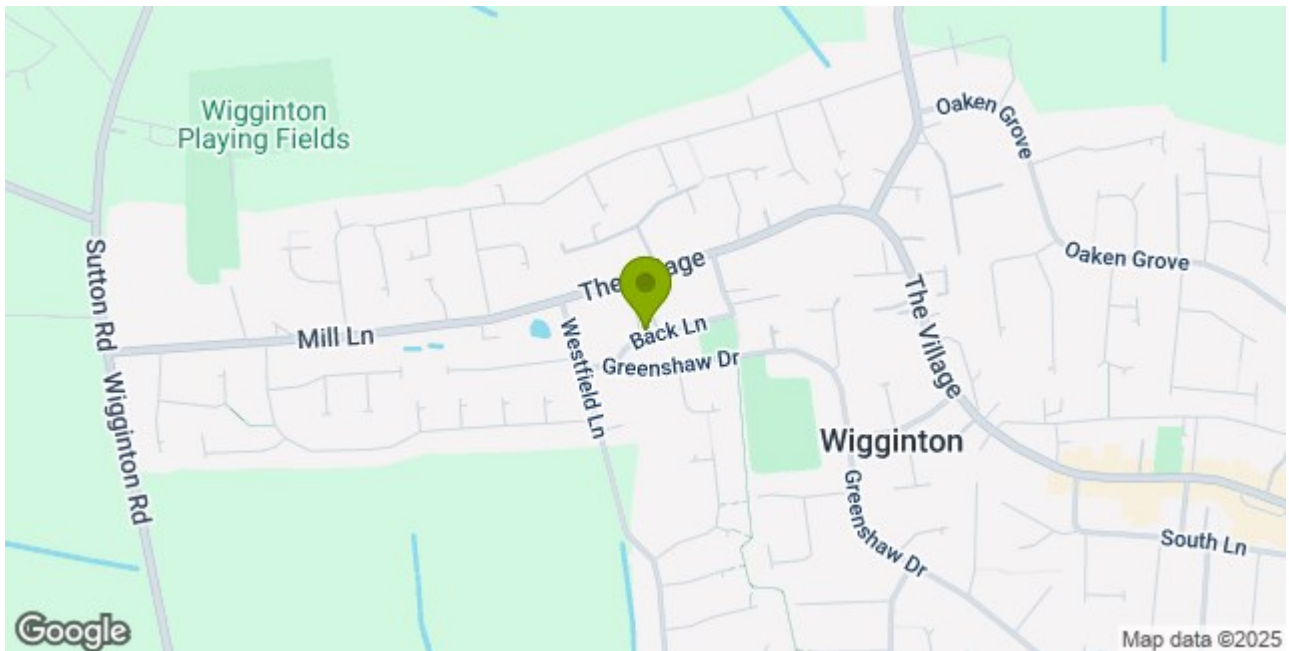 Wigginton
Playing Fields
Oaken Grove
Oaken Grove
Sutton Rd
The Village
Mill Ln
Back Ln
Westfield Ln
Greenshaw Dr
The Village
Wigginton Rd
Wigginton
Greenshaw Dr
South Ln
Google
Map data ©2025